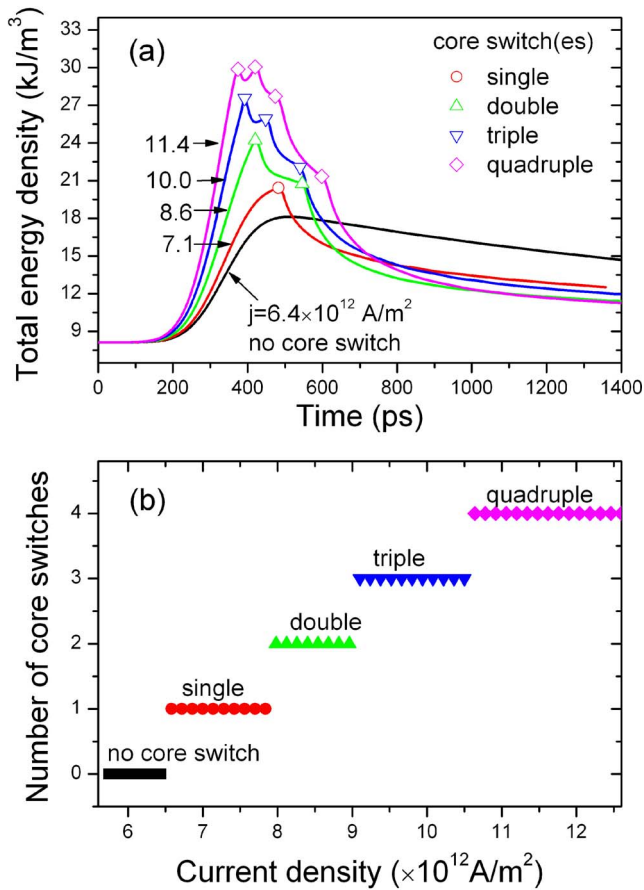 (a)
core switch(es)
single
double
triple
quadruple
11.4
10.0
8.6
7.1
j=6.4×10¹² A/m²
no core switch
Total energy density (kJ/m³)
33
30
27
24
21
18
15
12
9
0 200 400 600 800 1000 1200 1400
Time (ps)
(b)
quadruple
triple
double
single
no core switch
Number of core switches
4
3
2
1
0
6 7 8 9 10 11 12
Current density (×10¹²A/m²)